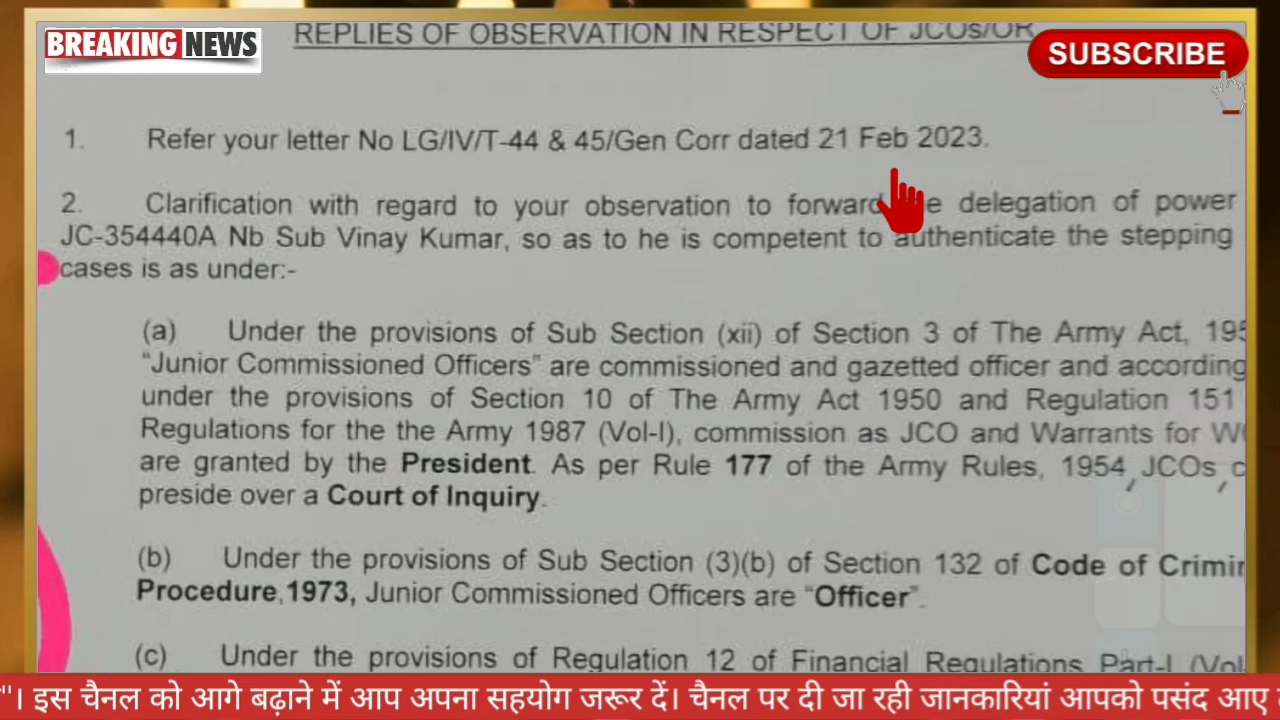 BREAKING NEWS
SUBSCRIBE
REPLIES OF OBSERVATION IN RESPECT OF JCOs/OR
1. Refer your letter No LG/IV/T-44 & 45/Gen Corr dated 21 Feb 2023.
2. Clarification with regard to your observation to forward delegation of power
JC-354440A Nb Sub Vinay Kumar, so as to he is competent to authenticate the stepping
cases is as under:-
(a) Under the provisions of Sub Section (xii) of Section 3 of The Army Act,
“Junior Commissioned Officers” are commissioned and gazetted officer and according
under the provisions of Section 10 of The Army Act 1950 and Regulation 151
Regulations for the the Army 1987 (Vol-I), commission as JCO and Warrants for
are granted by the President. As per Rule 177 of the Army Rules, 1954, JCOs,
preside over a Court of Inquiry.
(b) Under the provisions of Sub Section (3)(b) of Section 132 of Code of
Procedure,1973, Junior Commissioned Officers are “Officer”.
(c) Under the provisions of Regulation 12 of Financial Regulations Part-I (Vol-
"। इस चैनल को आगे बढ़ाने में आप अपना सहयोग जरूर दें। चैनल पर दी जा रही जानकारियां आपको पसंद आए